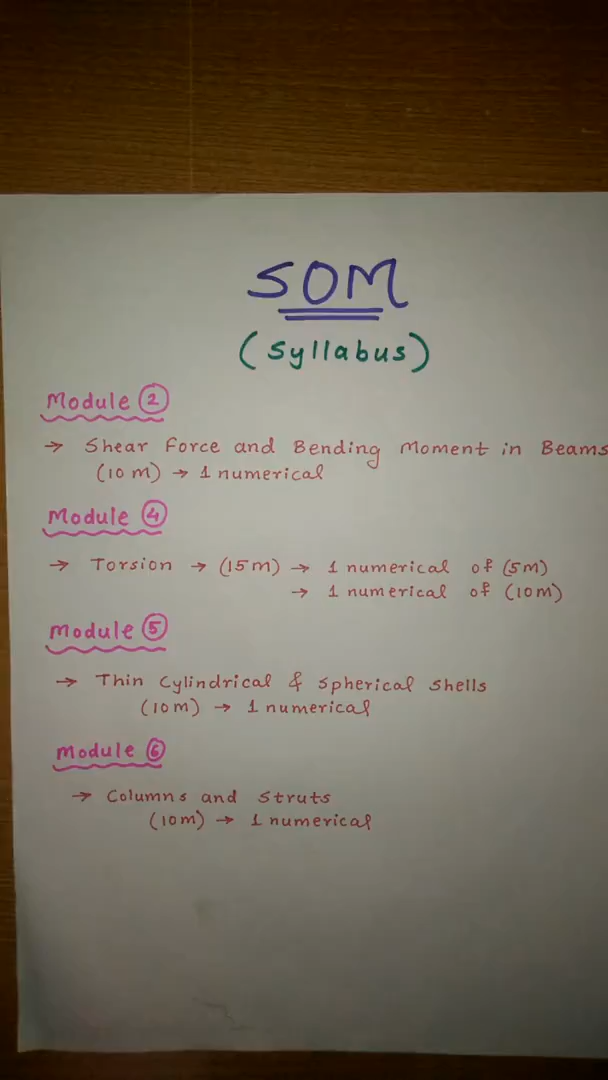 SOM
(Syllabus)
Module 2
→ Shear Force and Bending Moment in Beams
(10 M) → 1 numerical
Module 4
→ Torsion → (15M) → 1 numerical of (5M)
→ 1 numerical of (10M)
Module 5
→ Thin Cylindrical & Spherical Shells
(10M) → 1 numerical
Module 6
→ Columns and Struts
(10M) → 1 numerical